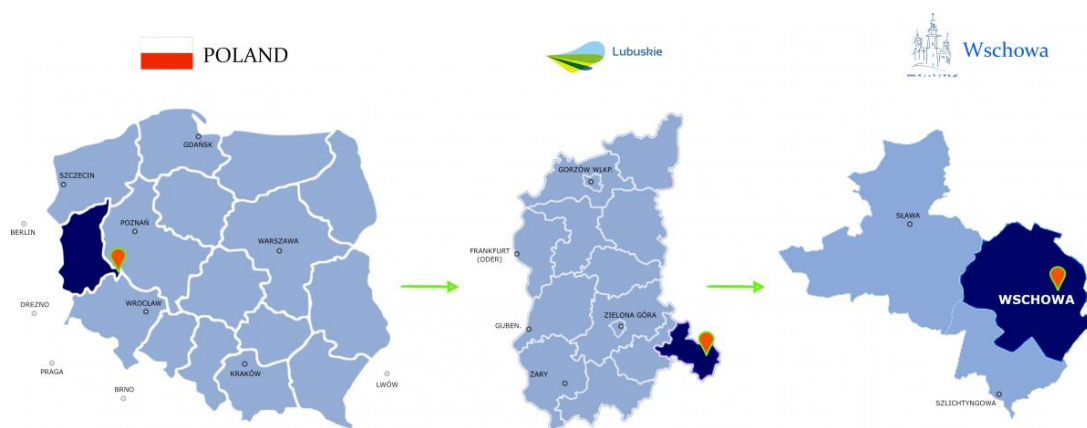 POLAND
Lubuskie
Wschowa
GDAŃSK
SZCZECIN
POZNAŃ
BERLIN
WARSZAWA
DREZNO
WROCŁAW
PRAGA
KRAKÓW
LWÓW
BRNO
GORZÓW WLKP.
FRANKFURT
(ODER)
GUBEN.
ZIELONA GÓRA
ŻARY
SŁAWA
WSCHOWA
SZLICHTYNGOWA